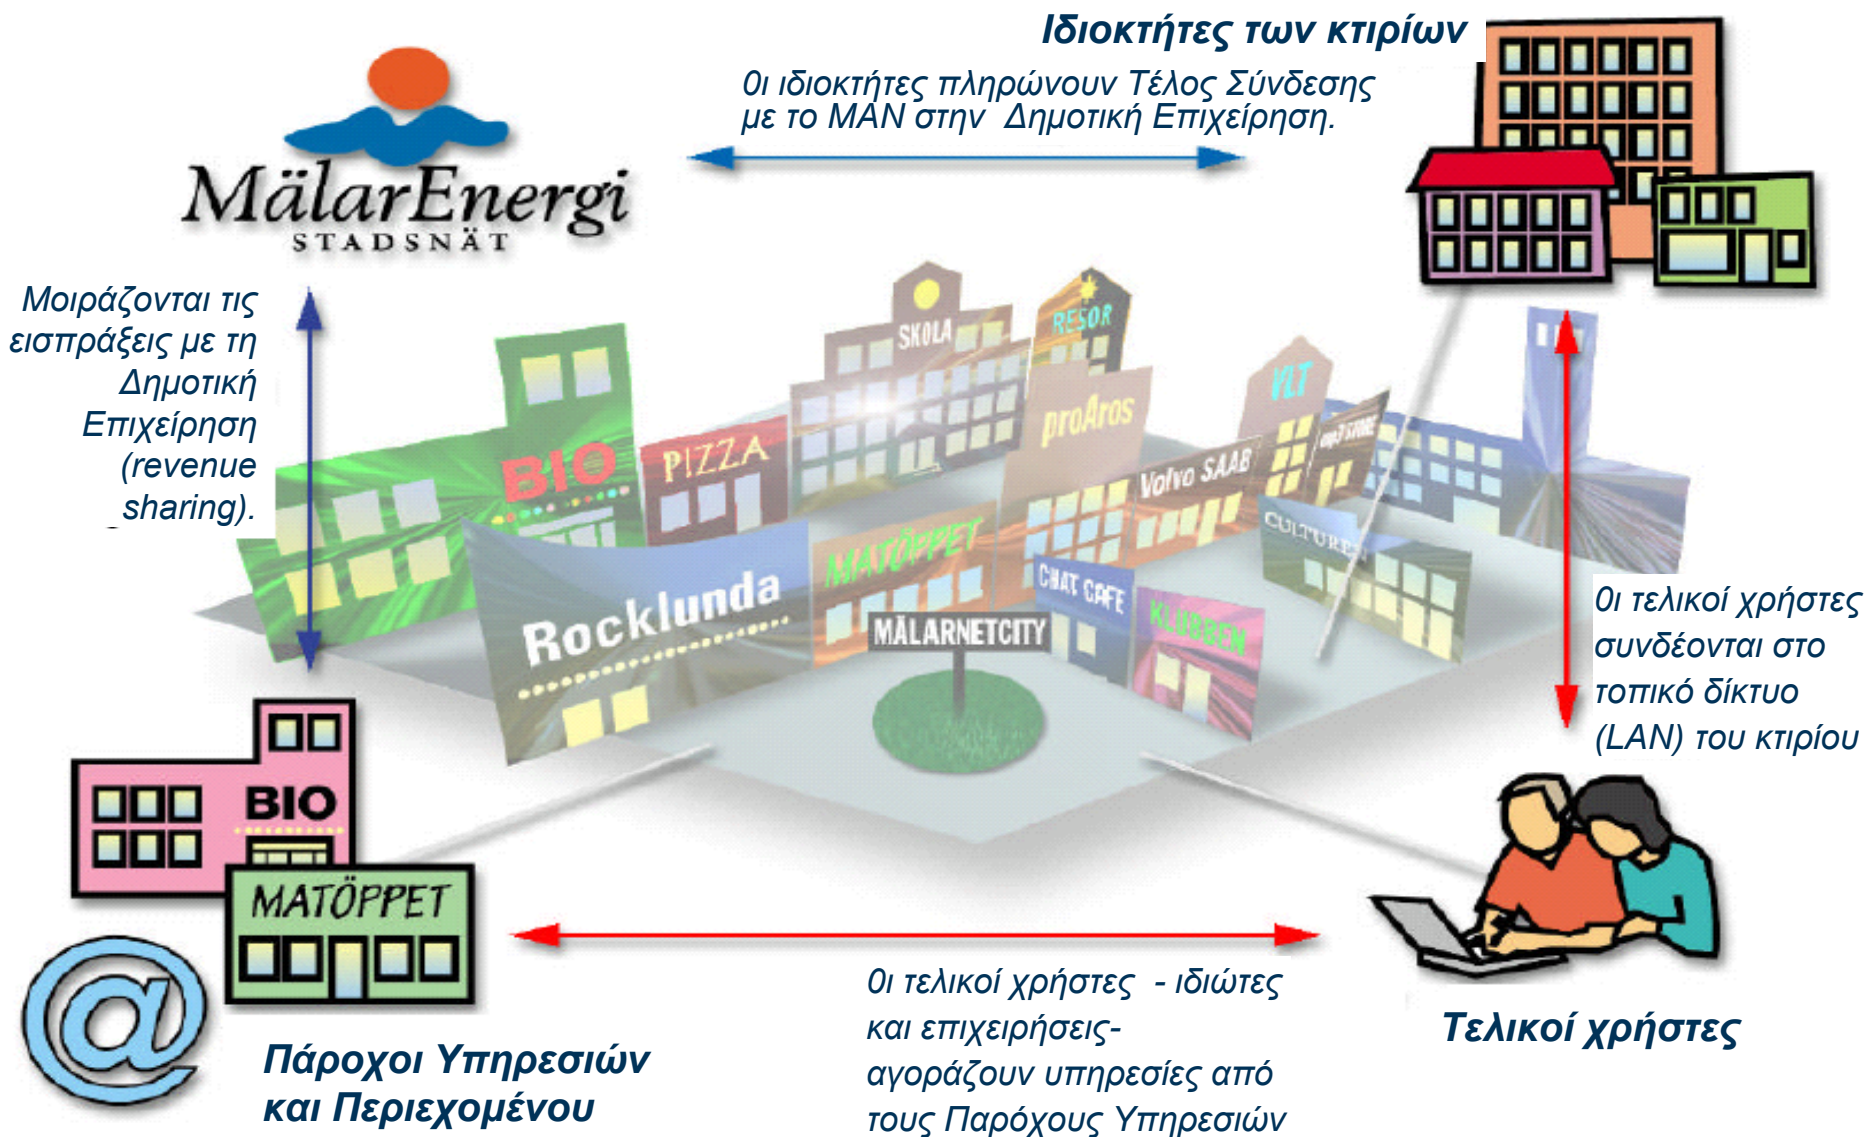 Ιδιοκτήτες των κτιρίων
Οι ιδιοκτήτες πληρώνουν Τέλος Σύνδεσης
με το MAN στην Δημοτική Επιχείρηση.
MälarEnergi
STADSNÄT
Μοιράζονται τις
εισπράξεις με τη
Δημοτική
Επιχείρηση
(revenue
sharing).
SKOLA
RESOR
VLT
proAros
mp3 STORE
BIO
PIZZA
Volvo SAAB
CULTUREN
MATÖPPET
Rocklunda
CHAT CAFE
KLUBBEN
MÄLARNETCITY
Οι τελικοί χρήστες
συνδέονται στο
τοπικό δίκτυο
(LAN) του κτιρίου
BIO
MATÖPPET
@
Πάροχοι Υπηρεσιών
και Περιεχομένου
Οι τελικοί χρήστες - ιδιώτες
και επιχειρήσεις-
αγοράζουν υπηρεσίες από
τους Παρόχους Υπηρεσιών
Τελικοί χρήστες